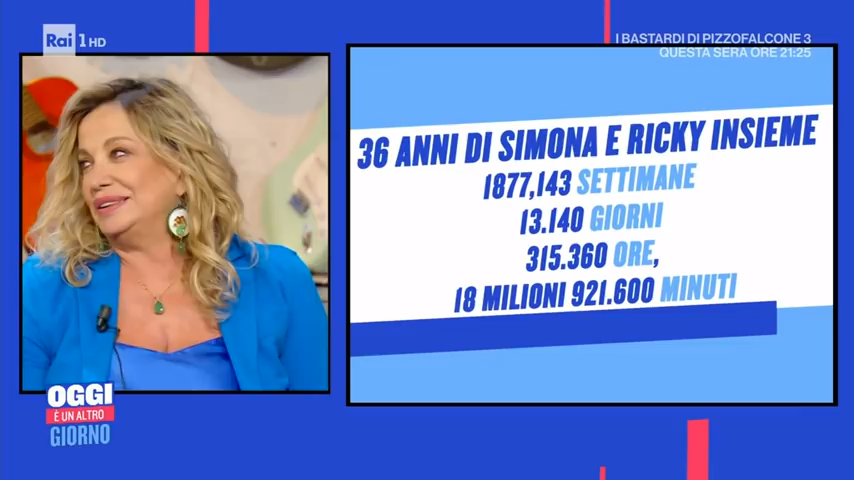 Rai 1 HD
I BASTARDI DI PIZZOFALCONE 3
QUESTA SERA ORE 21:25
36 ANNI DI SIMONA E RICKY INSIEME
1877,143 SETTIMANE
13.140 GIORNI
315.360 ORE,
18 MILIONI 921.600 MINUTI
OGGI
È UN ALTRO
GIORNO